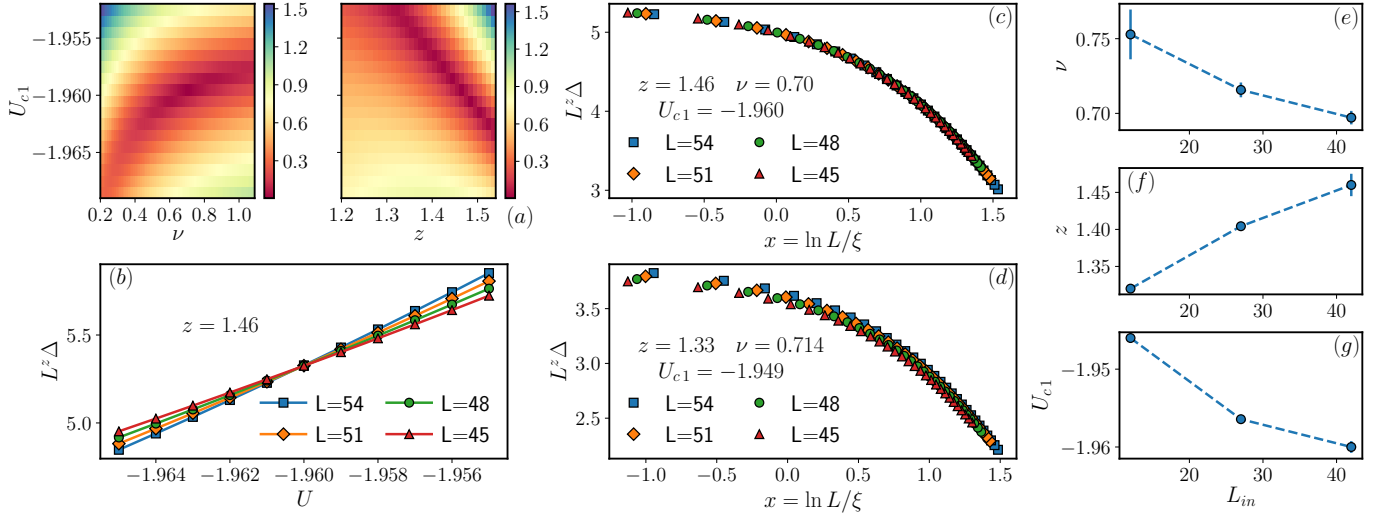 1.5
1.2
0.9
0.6
0.3
−1.955
−1.960
−1.965
U_{c1}
0.2 0.4 0.6 0.8 1.0
ν
1.5
1.2
0.9
0.6
0.3
1.2 1.3 1.4 1.5
z
(a)
(b)
z = 1.46
5.5
5.0
L^zΔ
L=54 L=48
L=51 L=45
−1.964 −1.962 −1.960 −1.958 −1.956
U
(c)
5
4
3
L^zΔ
z = 1.46 ν = 0.70
U_{c1} = −1.960
L=54 L=48
L=51 L=45
−1.0 −0.5 0.0 0.5 1.0 1.5
x = ln L/ξ
(d)
3.5
3.0
2.5
L^zΔ
z = 1.33 ν = 0.714
U_{c1} = −1.949
L=54 L=48
L=51 L=45
−1.0 −0.5 0.0 0.5 1.0 1.5
x = ln L/ξ
(e)
0.75
0.70
ν
20 30 40
(f)
1.45
1.40
1.35
z
20 30 40
(g)
−1.95
−1.96
U_{c1}
20 30 40
L_{in}